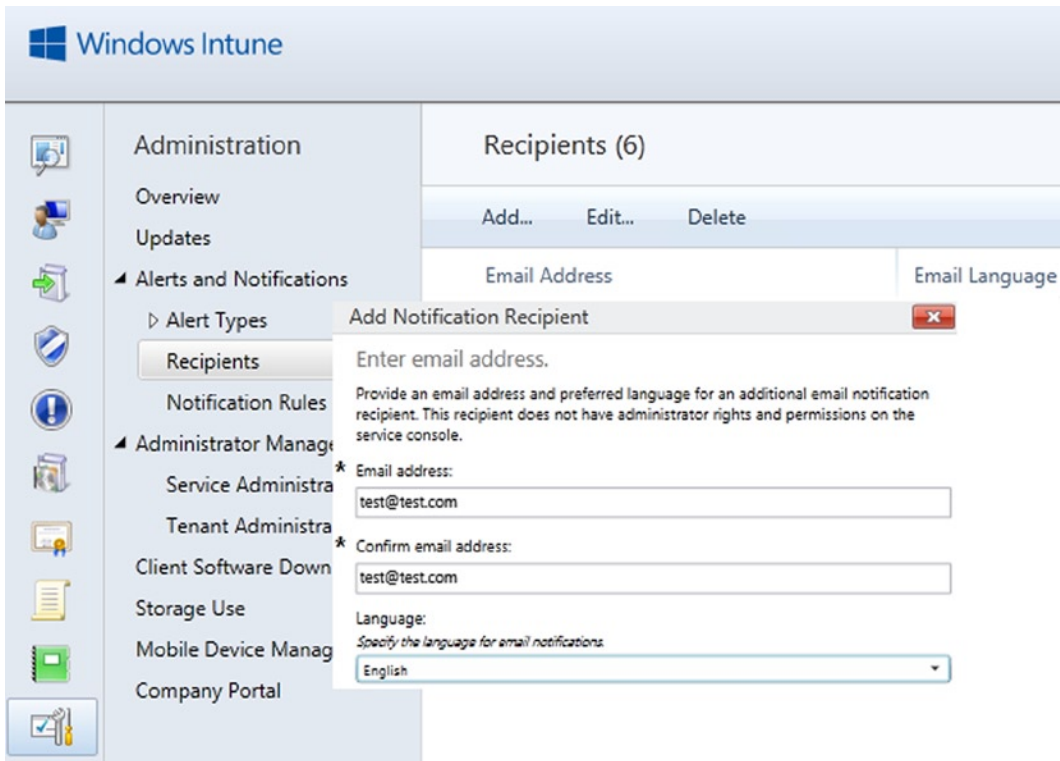 Windows Intune
Administration
Overview
Updates
Alerts and Notifications
Alert Types
Recipients
Notification Rules
Administrator Manage
Service Administra
Tenant Administra
Client Software Down
Storage Use
Mobile Device Manag
Company Portal
Recipients (6)
Add... Edit... Delete
Email Address Email Language
Add Notification Recipient
Enter email address.
Provide an email address and preferred language for an additional email notification
recipient. This recipient does not have administrator rights and permissions on the
service console.
* Email address:
test@test.com
* Confirm email address:
test@test.com
Language:
Specify the language for email notifications.
English